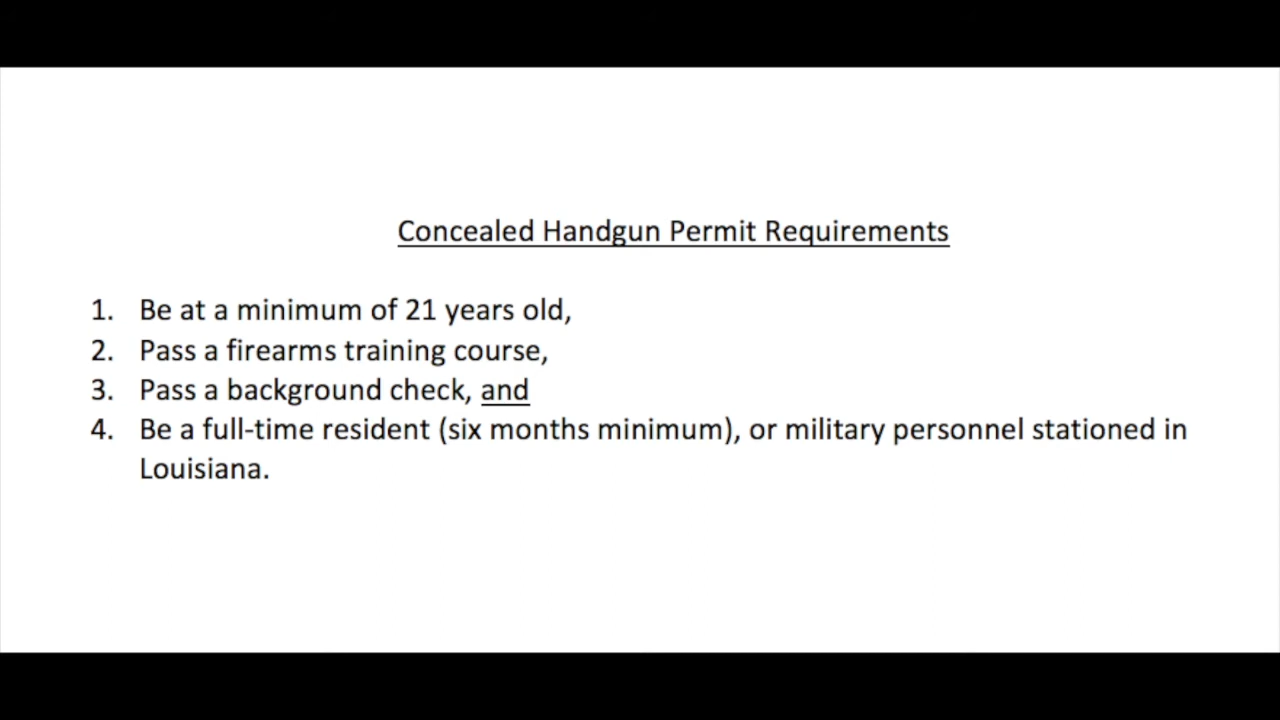 Concealed Handgun Permit Requirements
1. Be at a minimum of 21 years old,
2. Pass a firearms training course,
3. Pass a background check, and
4. Be a full-time resident (six months minimum), or military personnel stationed in
Louisiana.